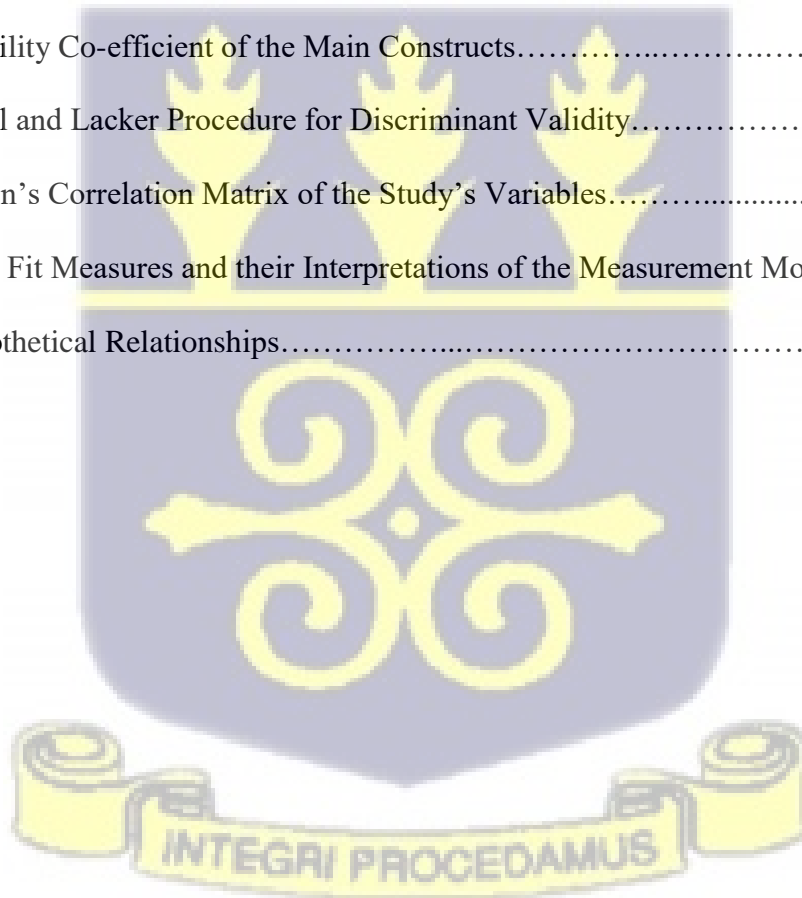 ility Co-efficient of the Main Constructs…………..……….……
l and Lacker Procedure for Discriminant Validity………………
n’s Correlation Matrix of the Study’s Variables……….............
Fit Measures and their Interpretations of the Measurement Mo
othetical Relationships……………...……………………………
INTEGRI PROCEDAMUS